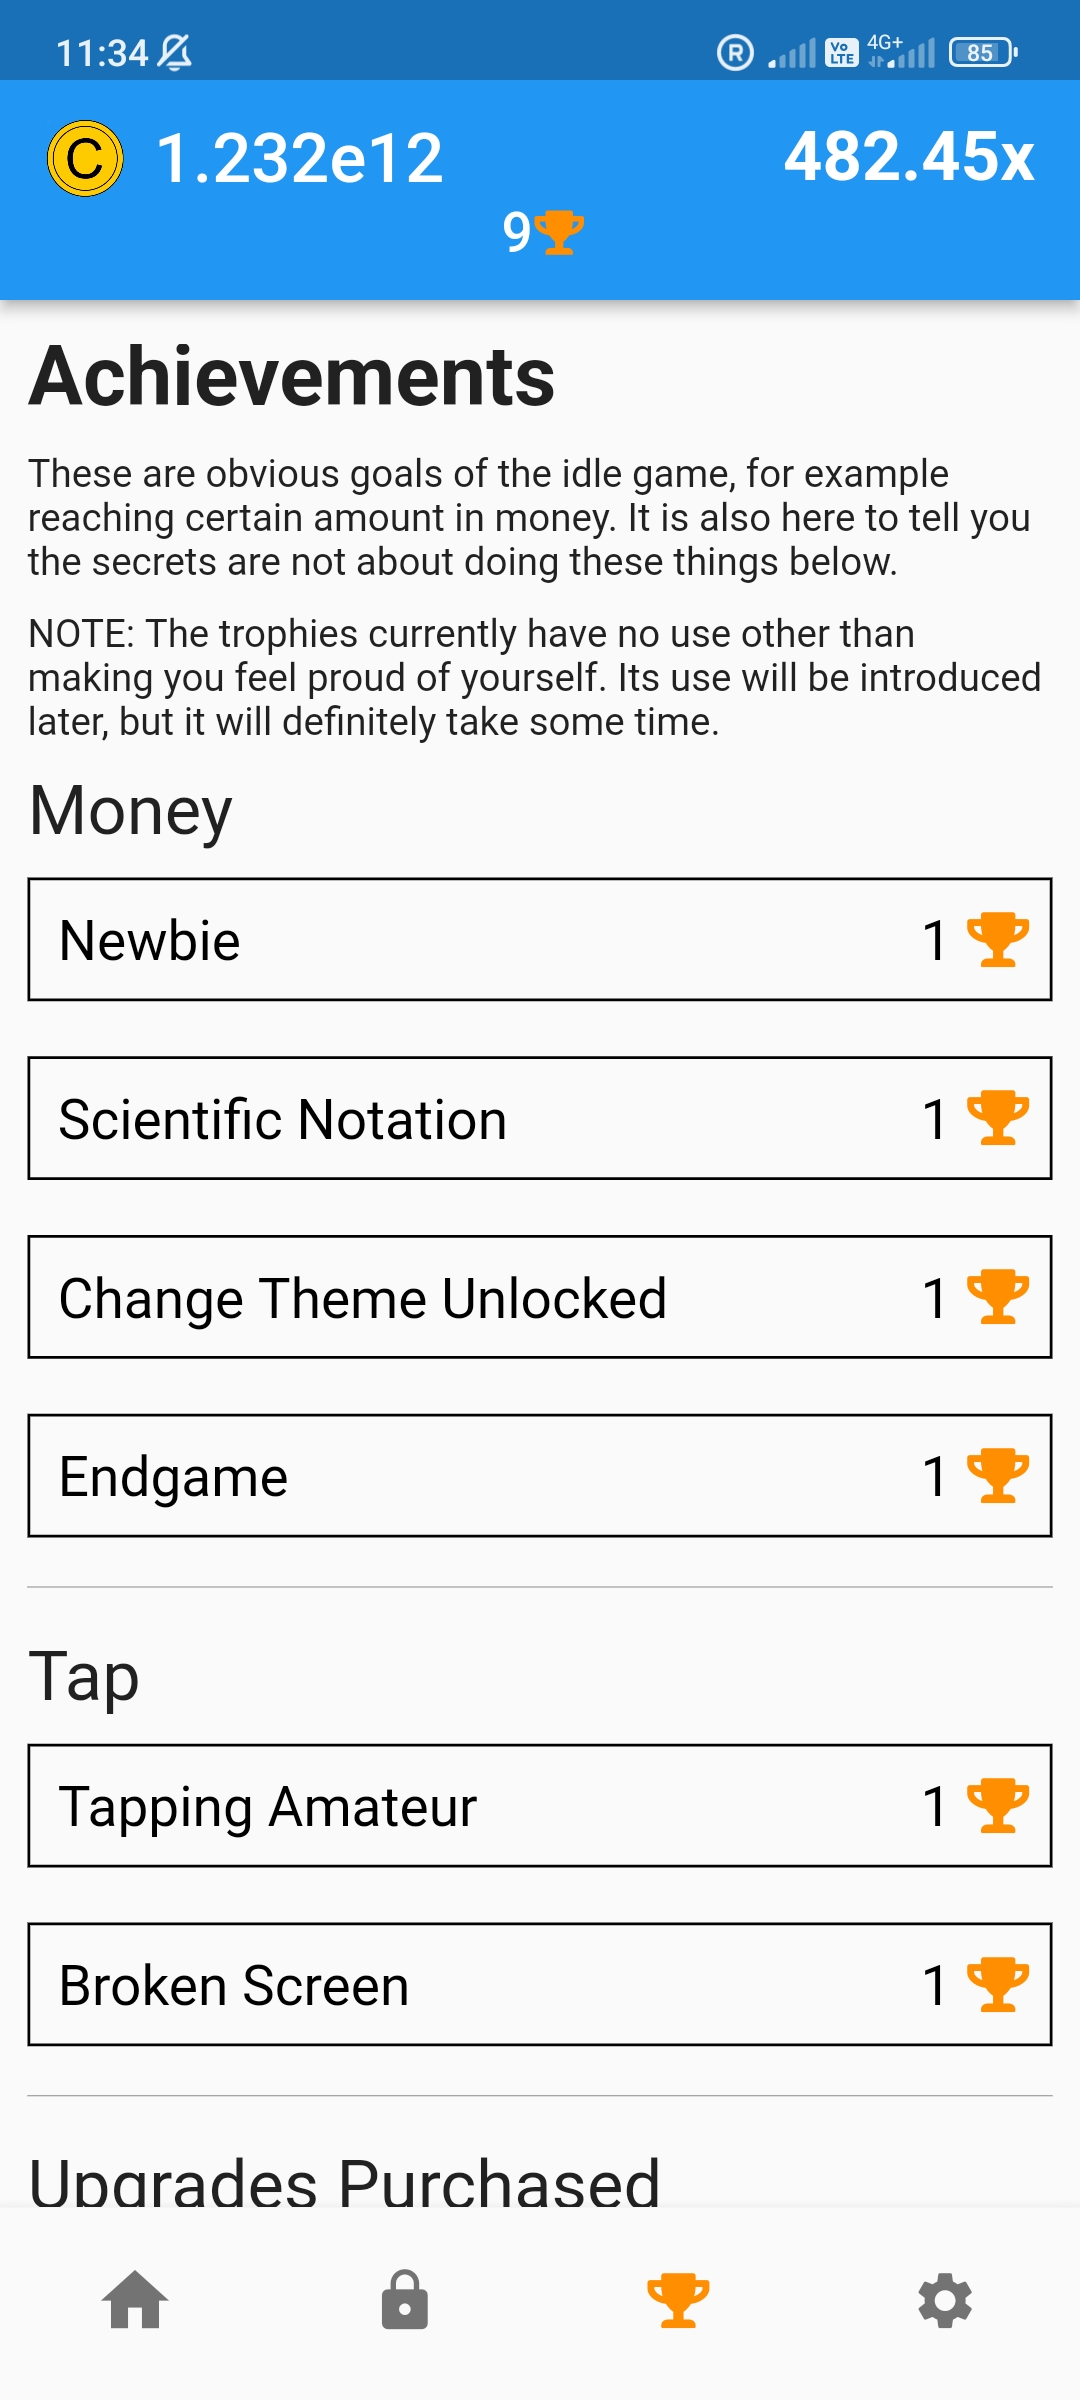 11:34
R
Vo
LTE
4G+
85
C
1.232e12
482.45x
9
Achievements
These are obvious goals of the idle game, for example
reaching certain amount in money. It is also here to tell you
the secrets are not about doing these things below.
NOTE: The trophies currently have no use other than
making you feel proud of yourself. Its use will be introduced
later, but it will definitely take some time.
Money
Newbie 1
Scientific Notation 1
Change Theme Unlocked 1
Endgame 1
Tap
Tapping Amateur 1
Broken Screen 1
Upgrades Purchased